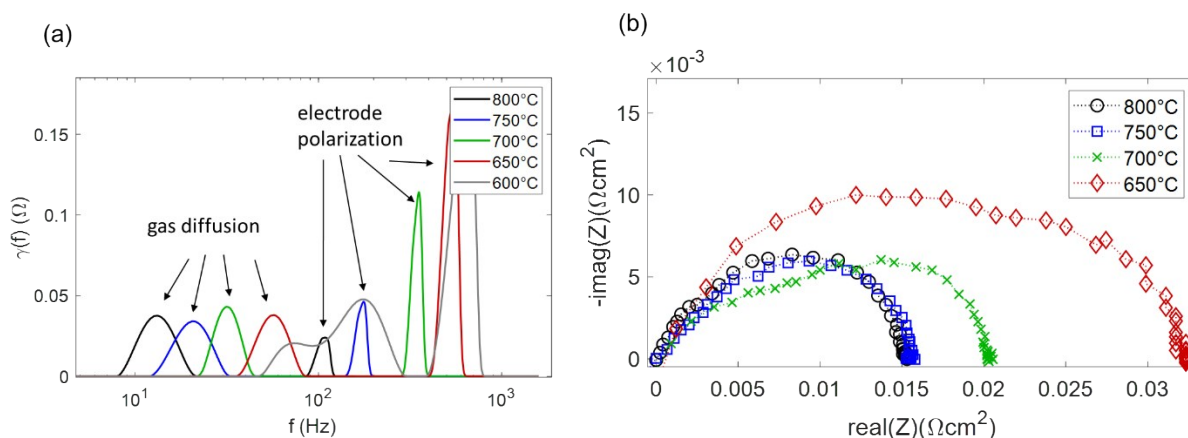 (a)
γ(f) (Ω)
0.15
0.1
0.05
0
gas diffusion
electrode
polarization
800°C
750°C
700°C
650°C
600°C
10¹
10²
10³
f (Hz)
(b)
×10⁻³
-imag(Z)(Ωcm²)
15
10
5
0
800°C
750°C
700°C
650°C
0
0.005
0.01
0.015
0.02
0.025
0.03
real(Z)(Ωcm²)